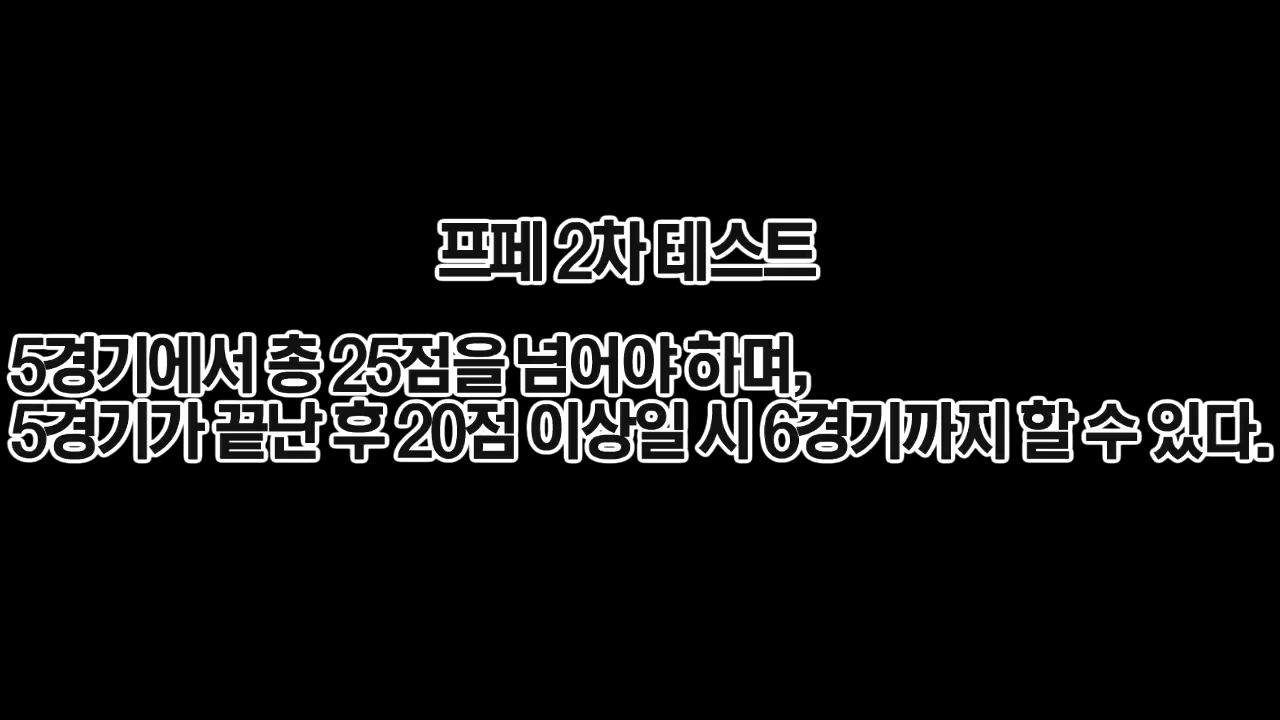 프페 2차 테스트
5경기에서 총 25점을 넘어야 하며,
5경기가 끝난 후 20점 이상일 시 6경기까지 할 수 있다.